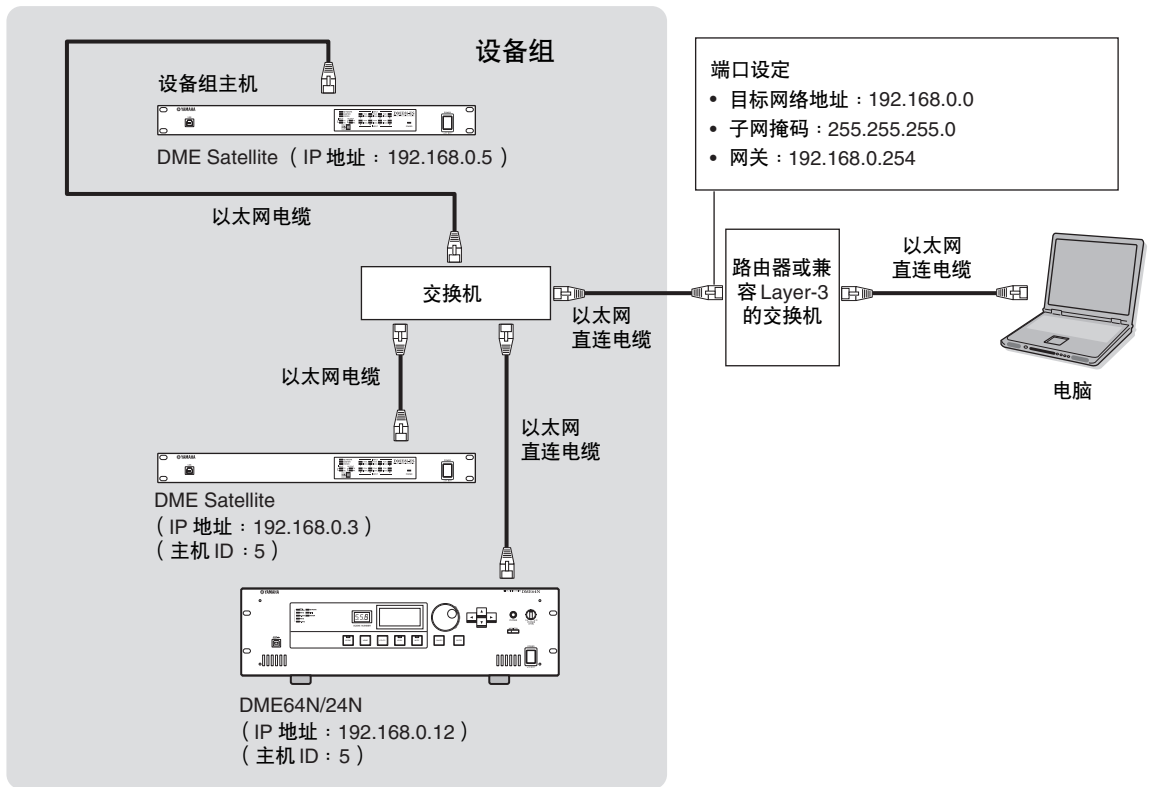 设备组
设备组主机
YAMAHA
DME Satellite（IP 地址：192.168.0.5）
以太网电缆
端口设定
• 目标网络地址：192.168.0.0
• 子网掩码：255.255.255.0
• 网关：192.168.0.254
交换机
以太网
直连电缆
路由器或兼
容 Layer-3
的交换机
以太网
直连电缆
电脑
以太网电缆
以太网
直连电缆
YAMAHA
DME Satellite
（IP 地址：192.168.0.3）
（主机 ID：5）
YAMAHA
DME64N
DME64N/24N
（IP 地址：192.168.0.12）
（主机 ID：5）